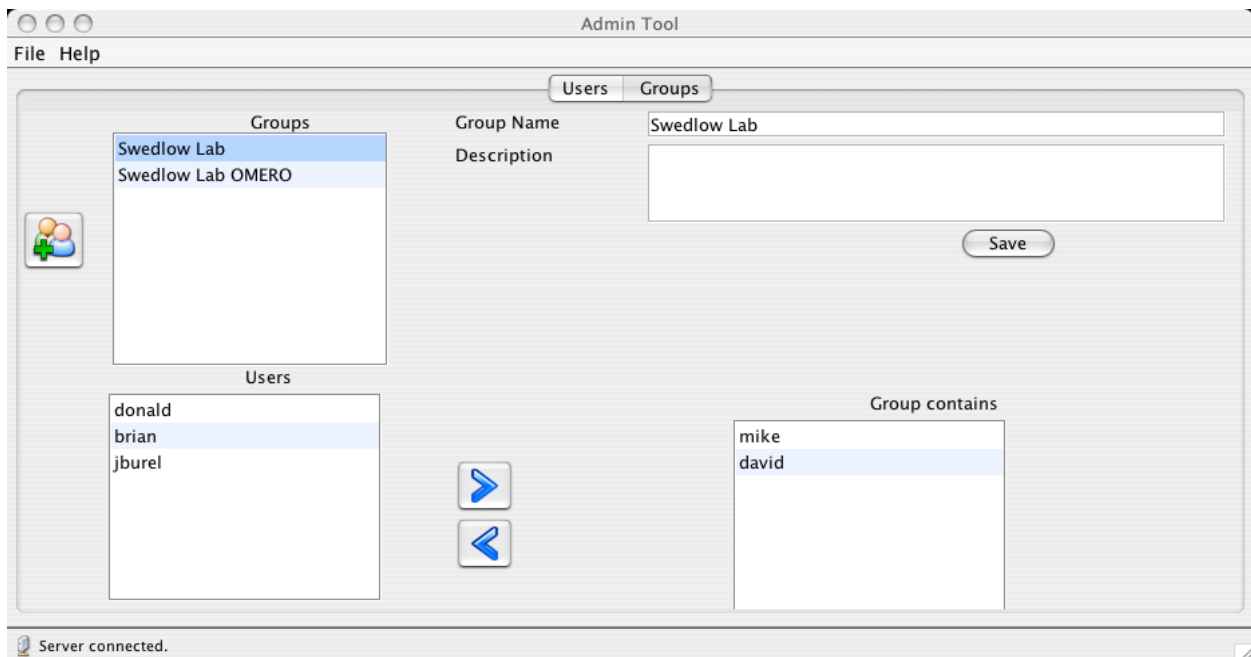 Admin Tool
File Help
Users Groups
Groups
Swedlow Lab
Swedlow Lab OMERO
Group Name
Swedlow Lab
Description
Save
Users
donald
brian
jburel
Group contains
mike
david
Server connected.